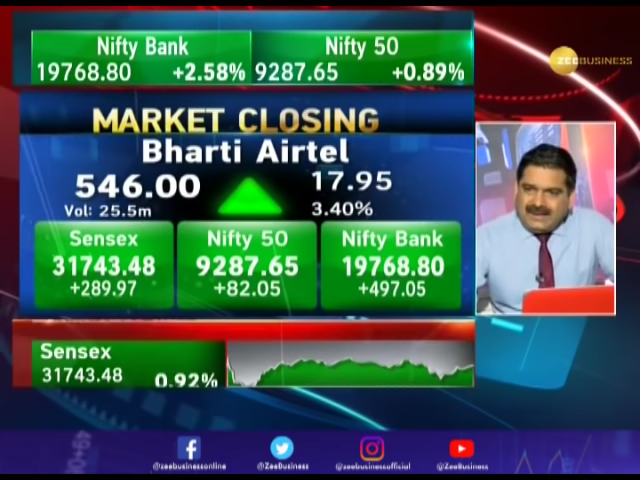 Nifty Bank
19768.80 +2.58%
Nifty 50
9287.65 +0.89%
ZEEBUSINESS
MARKET CLOSING
Bharti Airtel
546.00 17.95
Vol: 25.5m 3.40%
Sensex
31743.48
+289.97
Nifty 50
9287.65
+82.05
Nifty Bank
19768.80
+497.05
Sensex
31743.48 0.92%
@zeebusinessonline
@ZeeBusiness
@zeebusinessofficial
@ZeeBusiness